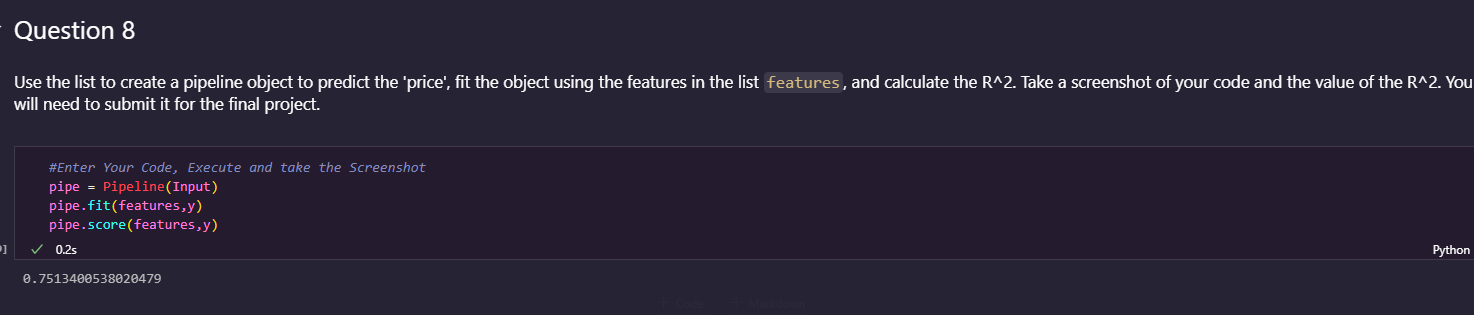 Question 8
Use the list to create a pipeline object to predict the 'price', fit the object using the features in the list features, and calculate the R^2. Take a screenshot of your code and the value of the R^2. You
will need to submit it for the final project.
#Enter Your Code, Execute and take the Screenshot
pipe = Pipeline(Input)
pipe.fit(features,y)
pipe.score(features,y)
] 0.2s Python
0.7513400538020479